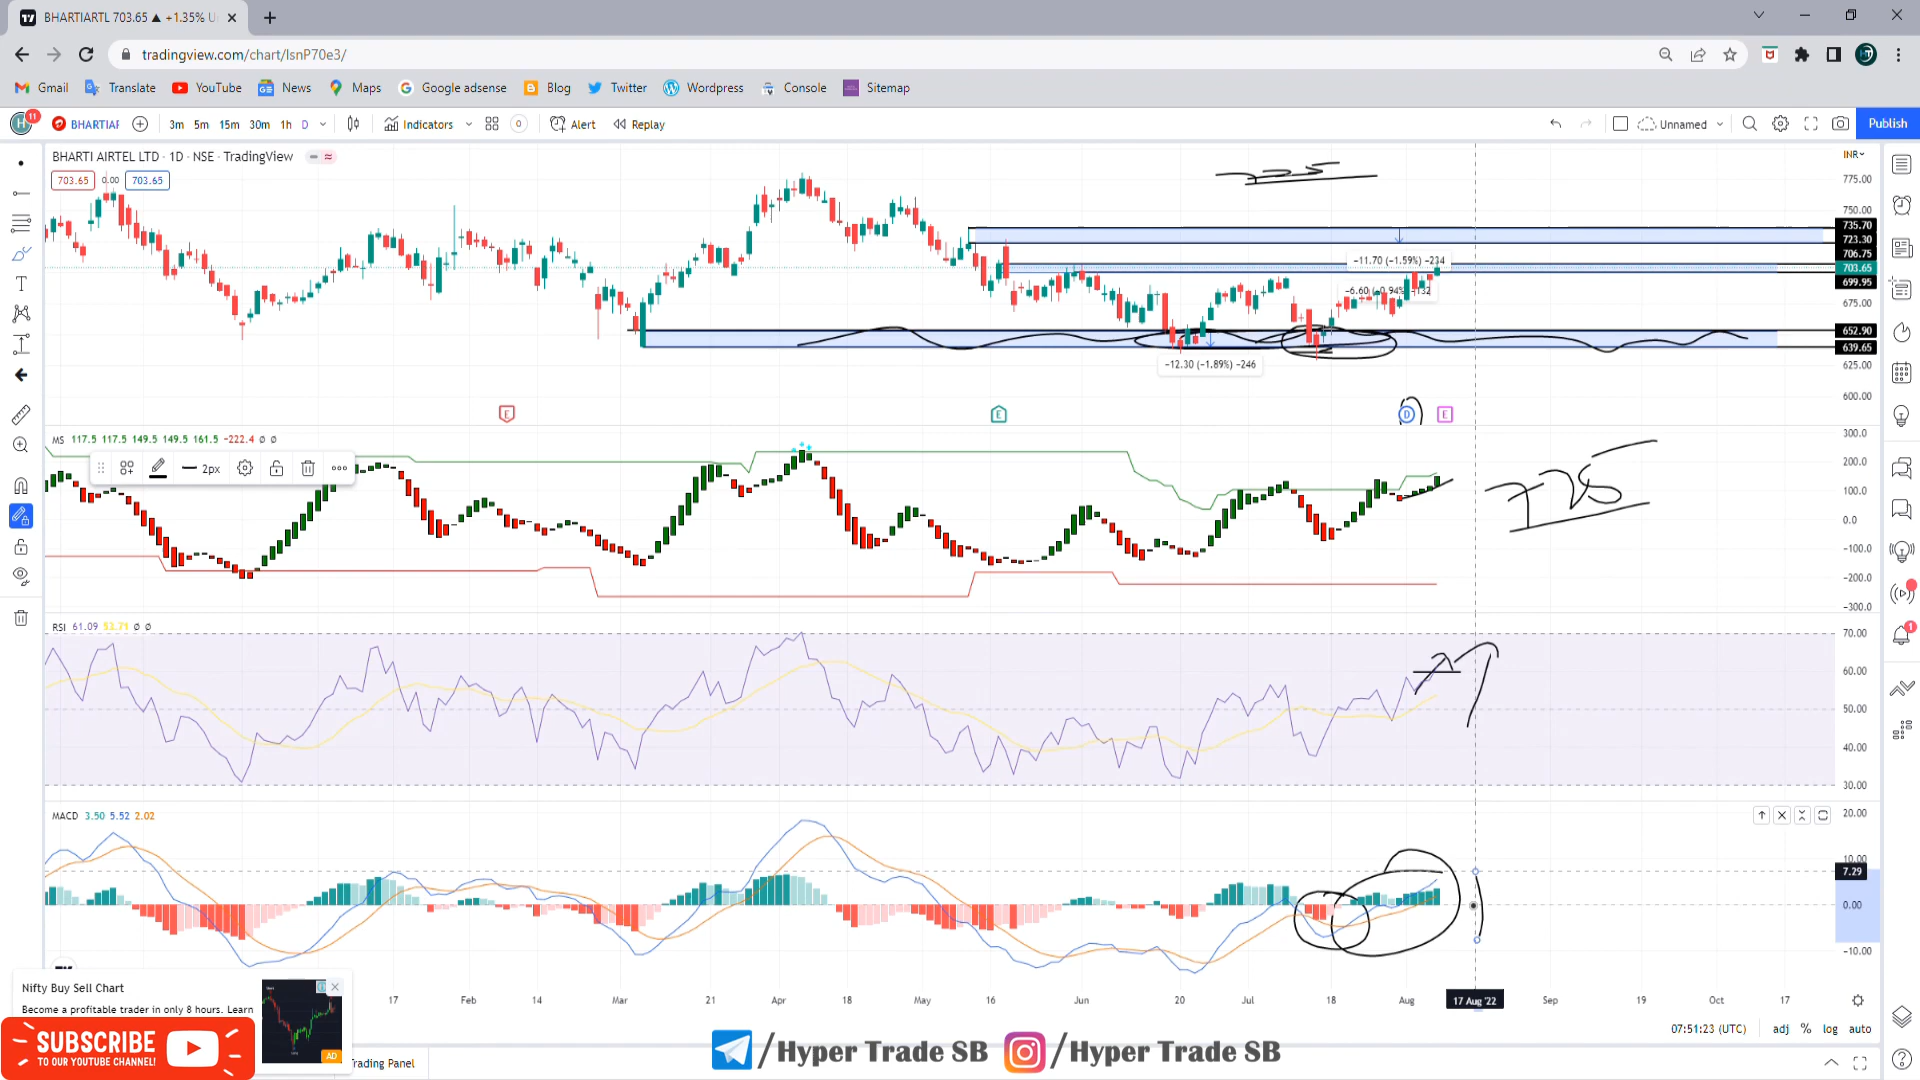 BHARTIARTL 703.65 ▲ +1.35%
tradingview.com/chart/lsnP70e3/
Gmail Translate YouTube News Maps Google adsense Blog Twitter Wordpress Console Sitemap
11 BHARTIAF 3m 5m 15m 30m 1h D Indicators 0 Alert Replay Unnamed Publish
BHARTI AIRTEL LTD · 1D · NSE · TradingView
INR
703.65 0.00 703.65
775.00
750.00
735.70
723.30
706.75
703.65
699.95
675.00
652.90
639.65
625.00
600.00
-11.70 (-1.59%) -234
-6.60 (-0.94%) -132
-12.30 (-1.89%) -246
E E D E
MS 117.5 117.5 149.5 149.5 161.5 -222.4 ∅ ∅
2px
300.0
200.0
100.0
0.0
-100.0
-200.0
-300.0
725
RSI 61.09 53.71 ∅ ∅
70.00
60.00
50.00
40.00
30.00
MACD 3.50 5.52 2.02
20.00
10.00
7.29
0.00
-10.00
17 Feb 14 Mar 21 Apr 18 May 16 Jun 20 Jul 18 Aug 17 Aug '22 Sep 19 Oct 17
07:51:23 (UTC) adj % log auto
Nifty Buy Sell Chart
Become a profitable trader in only 8 hours. Learn
AD
SUBSCRIBE
TO OUR YOUTUBE CHANNEL!
Trading Panel
/Hyper Trade SB /Hyper Trade SB